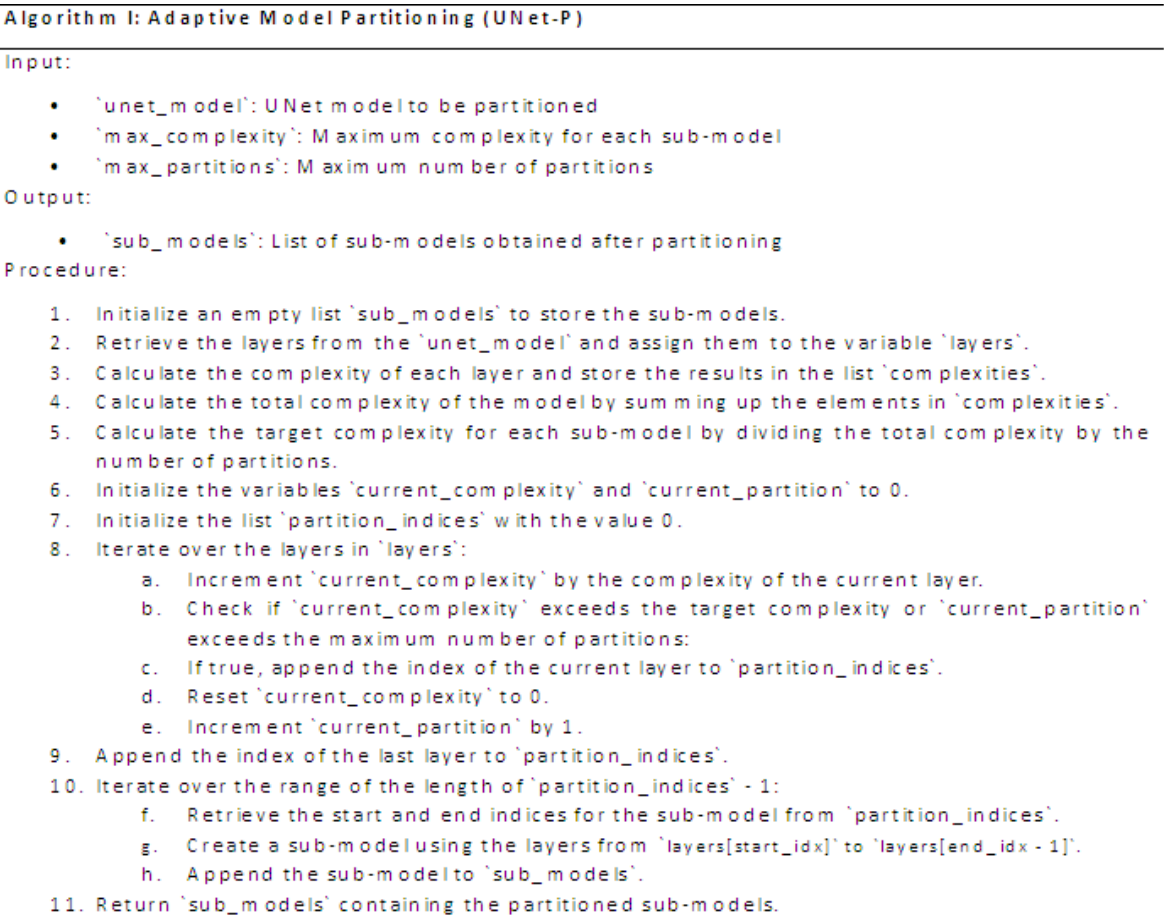 Algorithm I: Adaptive Model Partitioning (UNet-P)
Input:
• `unet_model`: UNet model to be partitioned
• `max_complexity`: Maximum complexity for each sub-model
• `max_partitions`: Maximum number of partitions
Output:
• `sub_models`: List of sub-models obtained after partitioning
Procedure:
1. Initialize an empty list `sub_models` to store the sub-models.
2. Retrieve the layers from the `unet_model` and assign them to the variable `layers`.
3. Calculate the complexity of each layer and store the results in the list `complexities`.
4. Calculate the total complexity of the model by summing up the elements in `complexities`.
5. Calculate the target complexity for each sub-model by dividing the total complexity by the
number of partitions.
6. Initialize the variables `current_complexity` and `current_partition` to 0.
7. Initialize the list `partition_indices` with the value 0.
8. Iterate over the layers in `layers`:
a. Increment `current_complexity` by the complexity of the current layer.
b. Check if `current_complexity` exceeds the target complexity or `current_partition`
exceeds the maximum number of partitions:
c. If true, append the index of the current layer to `partition_indices`.
d. Reset `current_complexity` to 0.
e. Increment `current_partition` by 1.
9. Append the index of the last layer to `partition_indices`.
10. Iterate over the range of the length of `partition_indices` - 1:
f. Retrieve the start and end indices for the sub-model from `partition_indices`.
g. Create a sub-model using the layers from `layers[start_idx]` to `layers[end_idx - 1]`.
h. Append the sub-model to `sub_models`.
11. Return `sub_models` containing the partitioned sub-models.